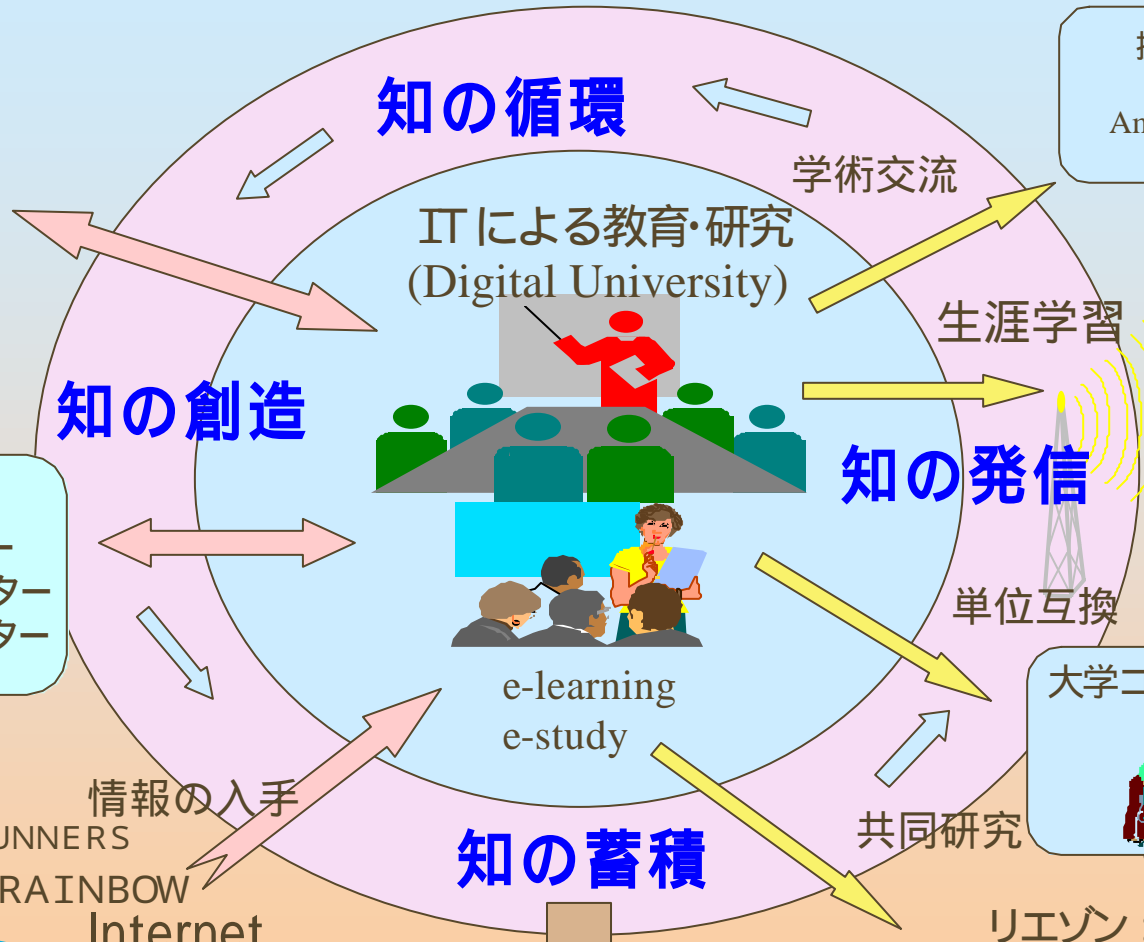 知の循環
学術交流
ITによる教育・研究
(Digital University)
生涯学習
知の創造
知の発信
ー
ター
ター
単位互換
大学コ
e-learning
e-study
情報の入手
UNNERS
RAINBOW
Internet
知の蓄積
共同研究
リエゾン
An